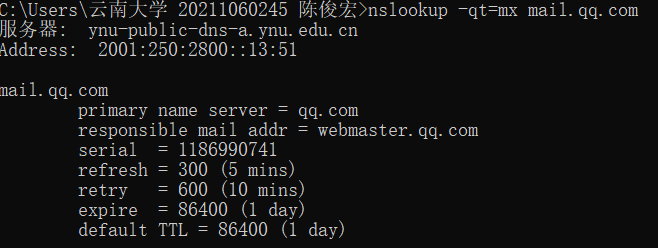 C:\Users\云南大学 20211060245 陈俊宏>nslookup -qt=mx mail.qq.com
服务器:  ynu-public-dns-a.ynu.edu.cn
Address:  2001:250:2800::13:51

mail.qq.com
        primary name server = qq.com
        responsible mail addr = webmaster.qq.com
        serial  = 1186990741
        refresh = 300 (5 mins)
        retry   = 600 (10 mins)
        expire  = 86400 (1 day)
        default TTL = 86400 (1 day)